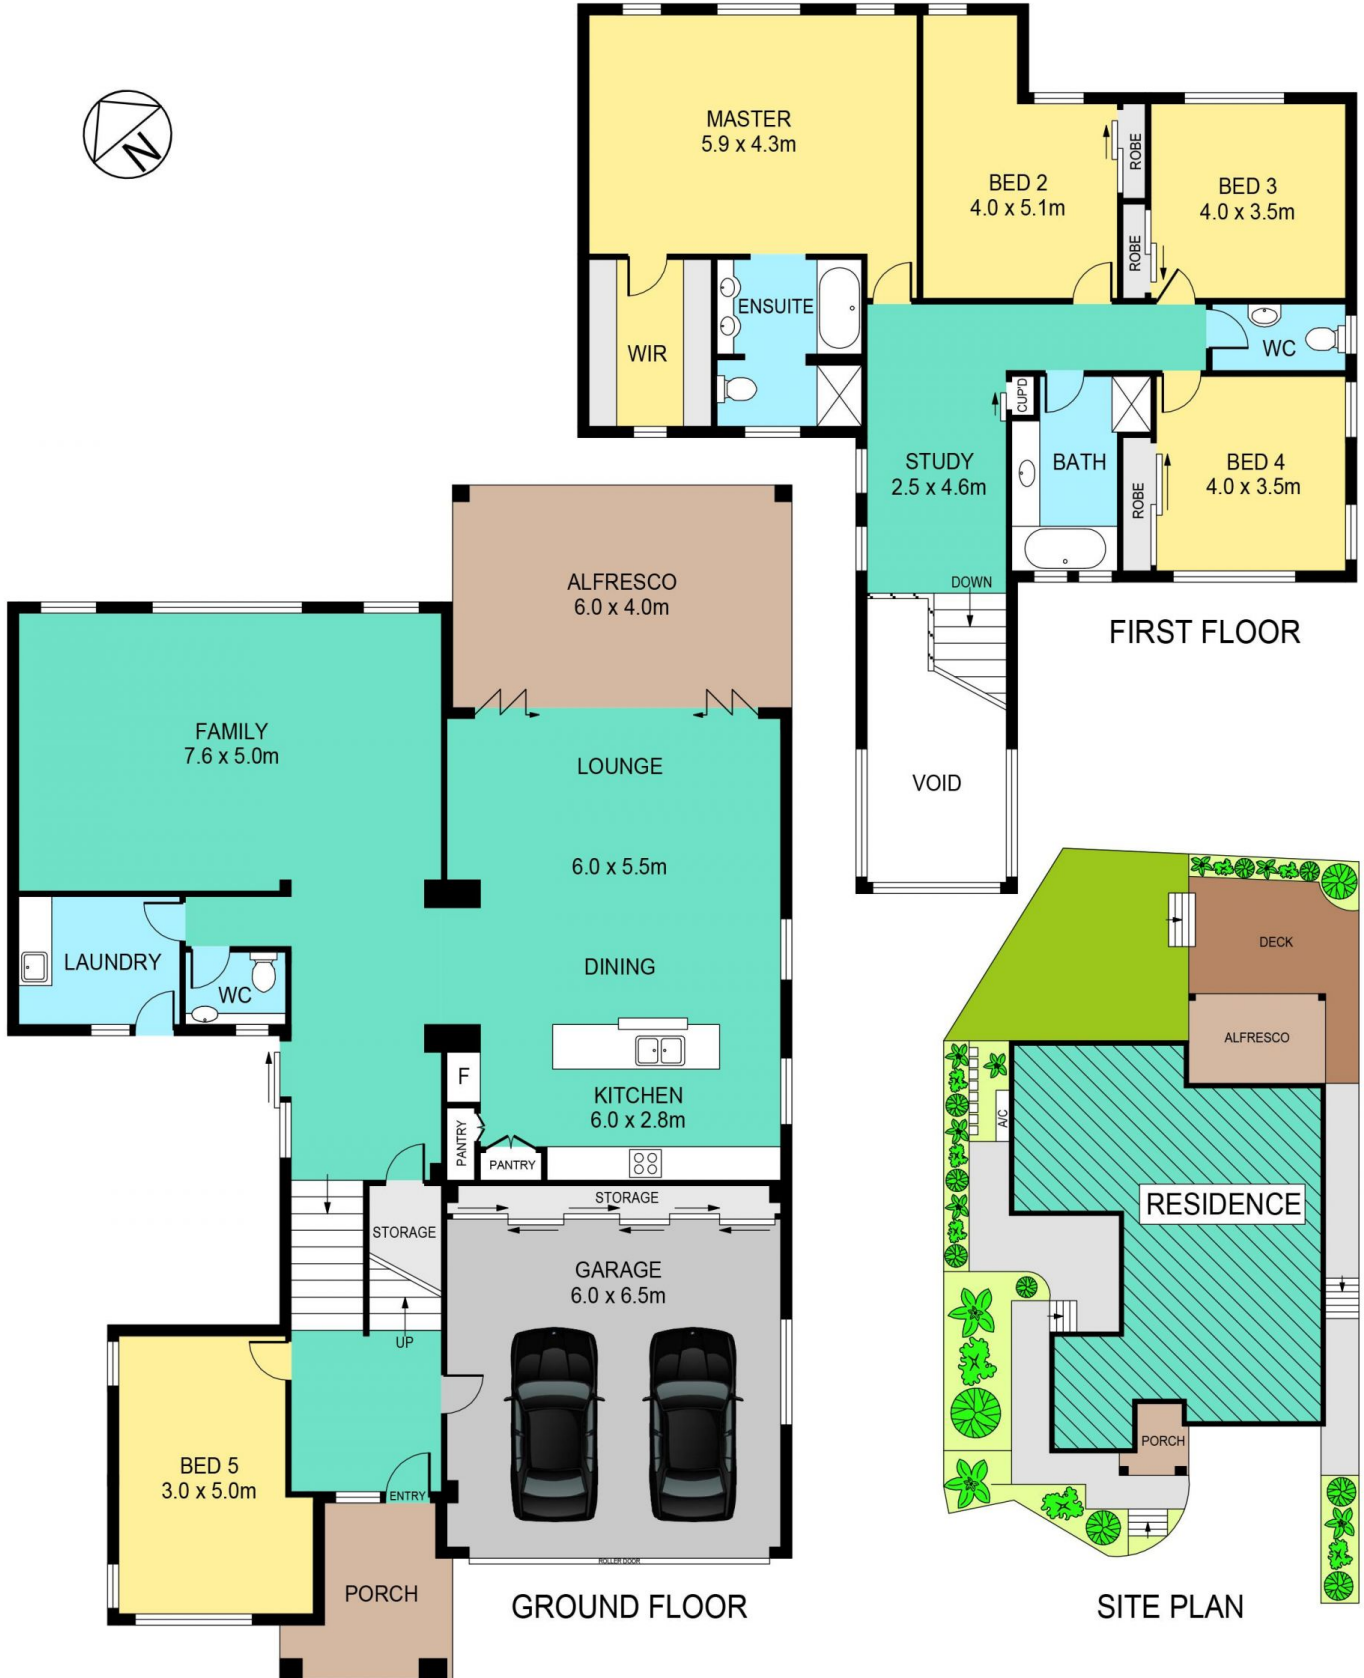 N
MASTER
5.9 x 4.3m
BED 2
4.0 x 5.1m
ROBE
ROBE
BED 3
4.0 x 3.5m
WIR
ENSUITE
WC
CUP'D
STUDY
2.5 x 4.6m
BATH
ROBE
BED 4
4.0 x 3.5m
DOWN
VOID
FIRST FLOOR
ALFRESCO
6.0 x 4.0m
FAMILY
7.6 x 5.0m
LOUNGE
6.0 x 5.5m
DINING
LAUNDRY
WC
F
KITCHEN
6.0 x 2.8m
PANTRY
PANTRY
STORAGE
STORAGE
GARAGE
6.0 x 6.5m
UP
BED 5
3.0 x 5.0m
ENTRY
ROLLER DOOR
PORCH
GROUND FLOOR
DECK
ALFRESCO
A/C
RESIDENCE
PORCH
SITE PLAN